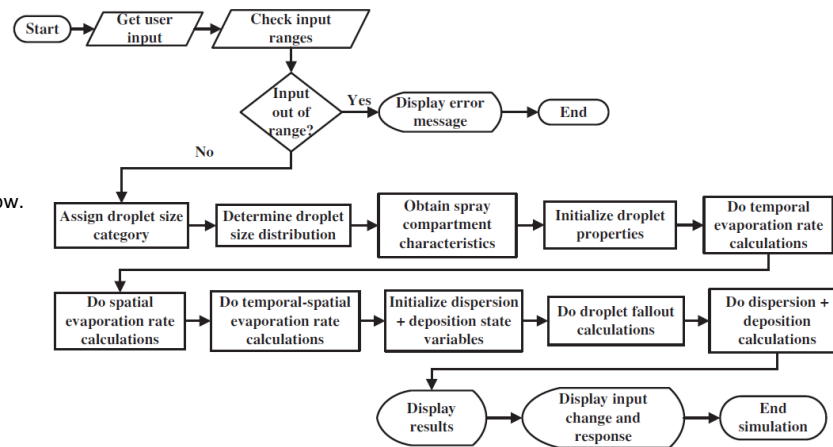 Start
Get user
input
Check input
ranges
Input
out of
range?
Yes
Display error
message
End
No
ow.
Assign droplet size
category
Determine droplet
size distribution
Obtain spray
compartment
characteristics
Initialize droplet
properties
Do temporal
evaporation rate
calculations
Do spatial
evaporation rate
calculations
Do temporal-spatial
evaporation rate
calculations
Initialize dispersion
+ deposition state
variables
Do droplet fallout
calculations
Do dispersion +
deposition
calculations
Display
results
Display input
change and
response
End
simulation